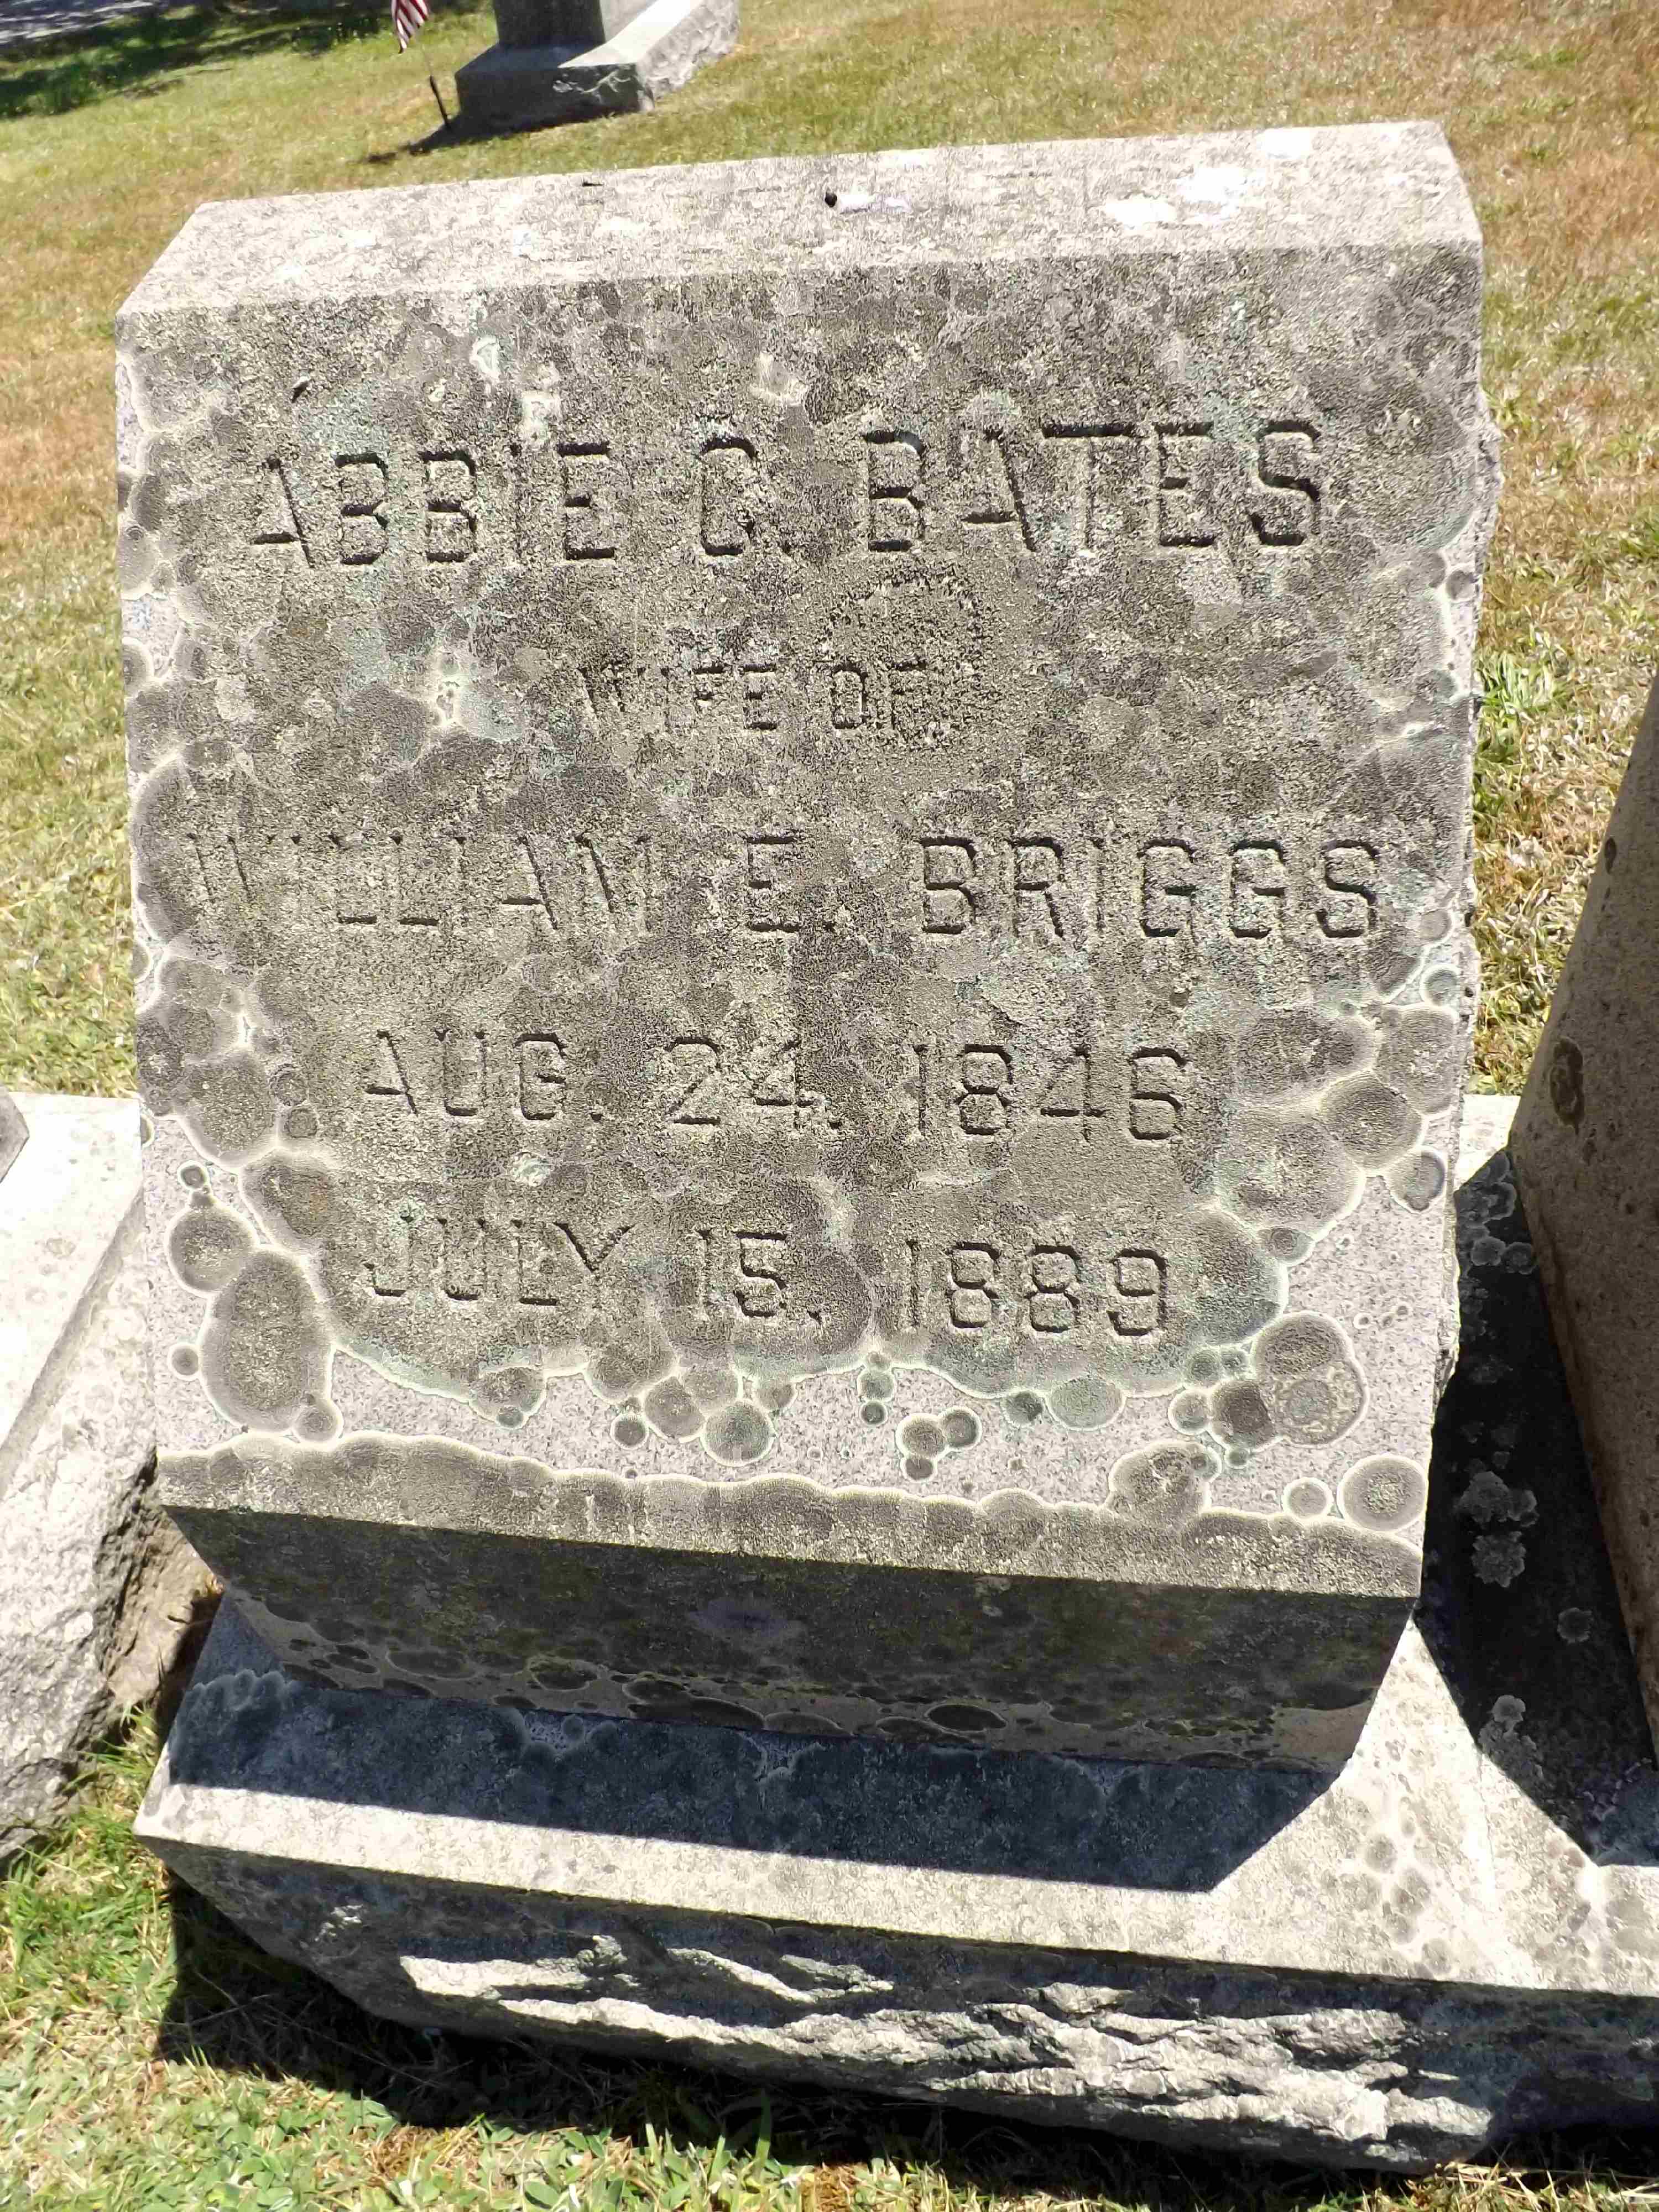 ABBIE C. BATES
WIFE OF
WILLIAM E. BRIGGS
AUG. 24. 1846
JULY 15, 1889